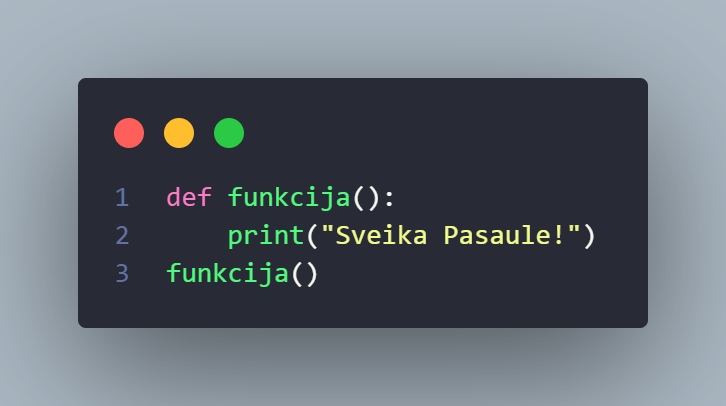 1 def funkcija():
2     print("Sveika Pasaule!")
3 funkcija()